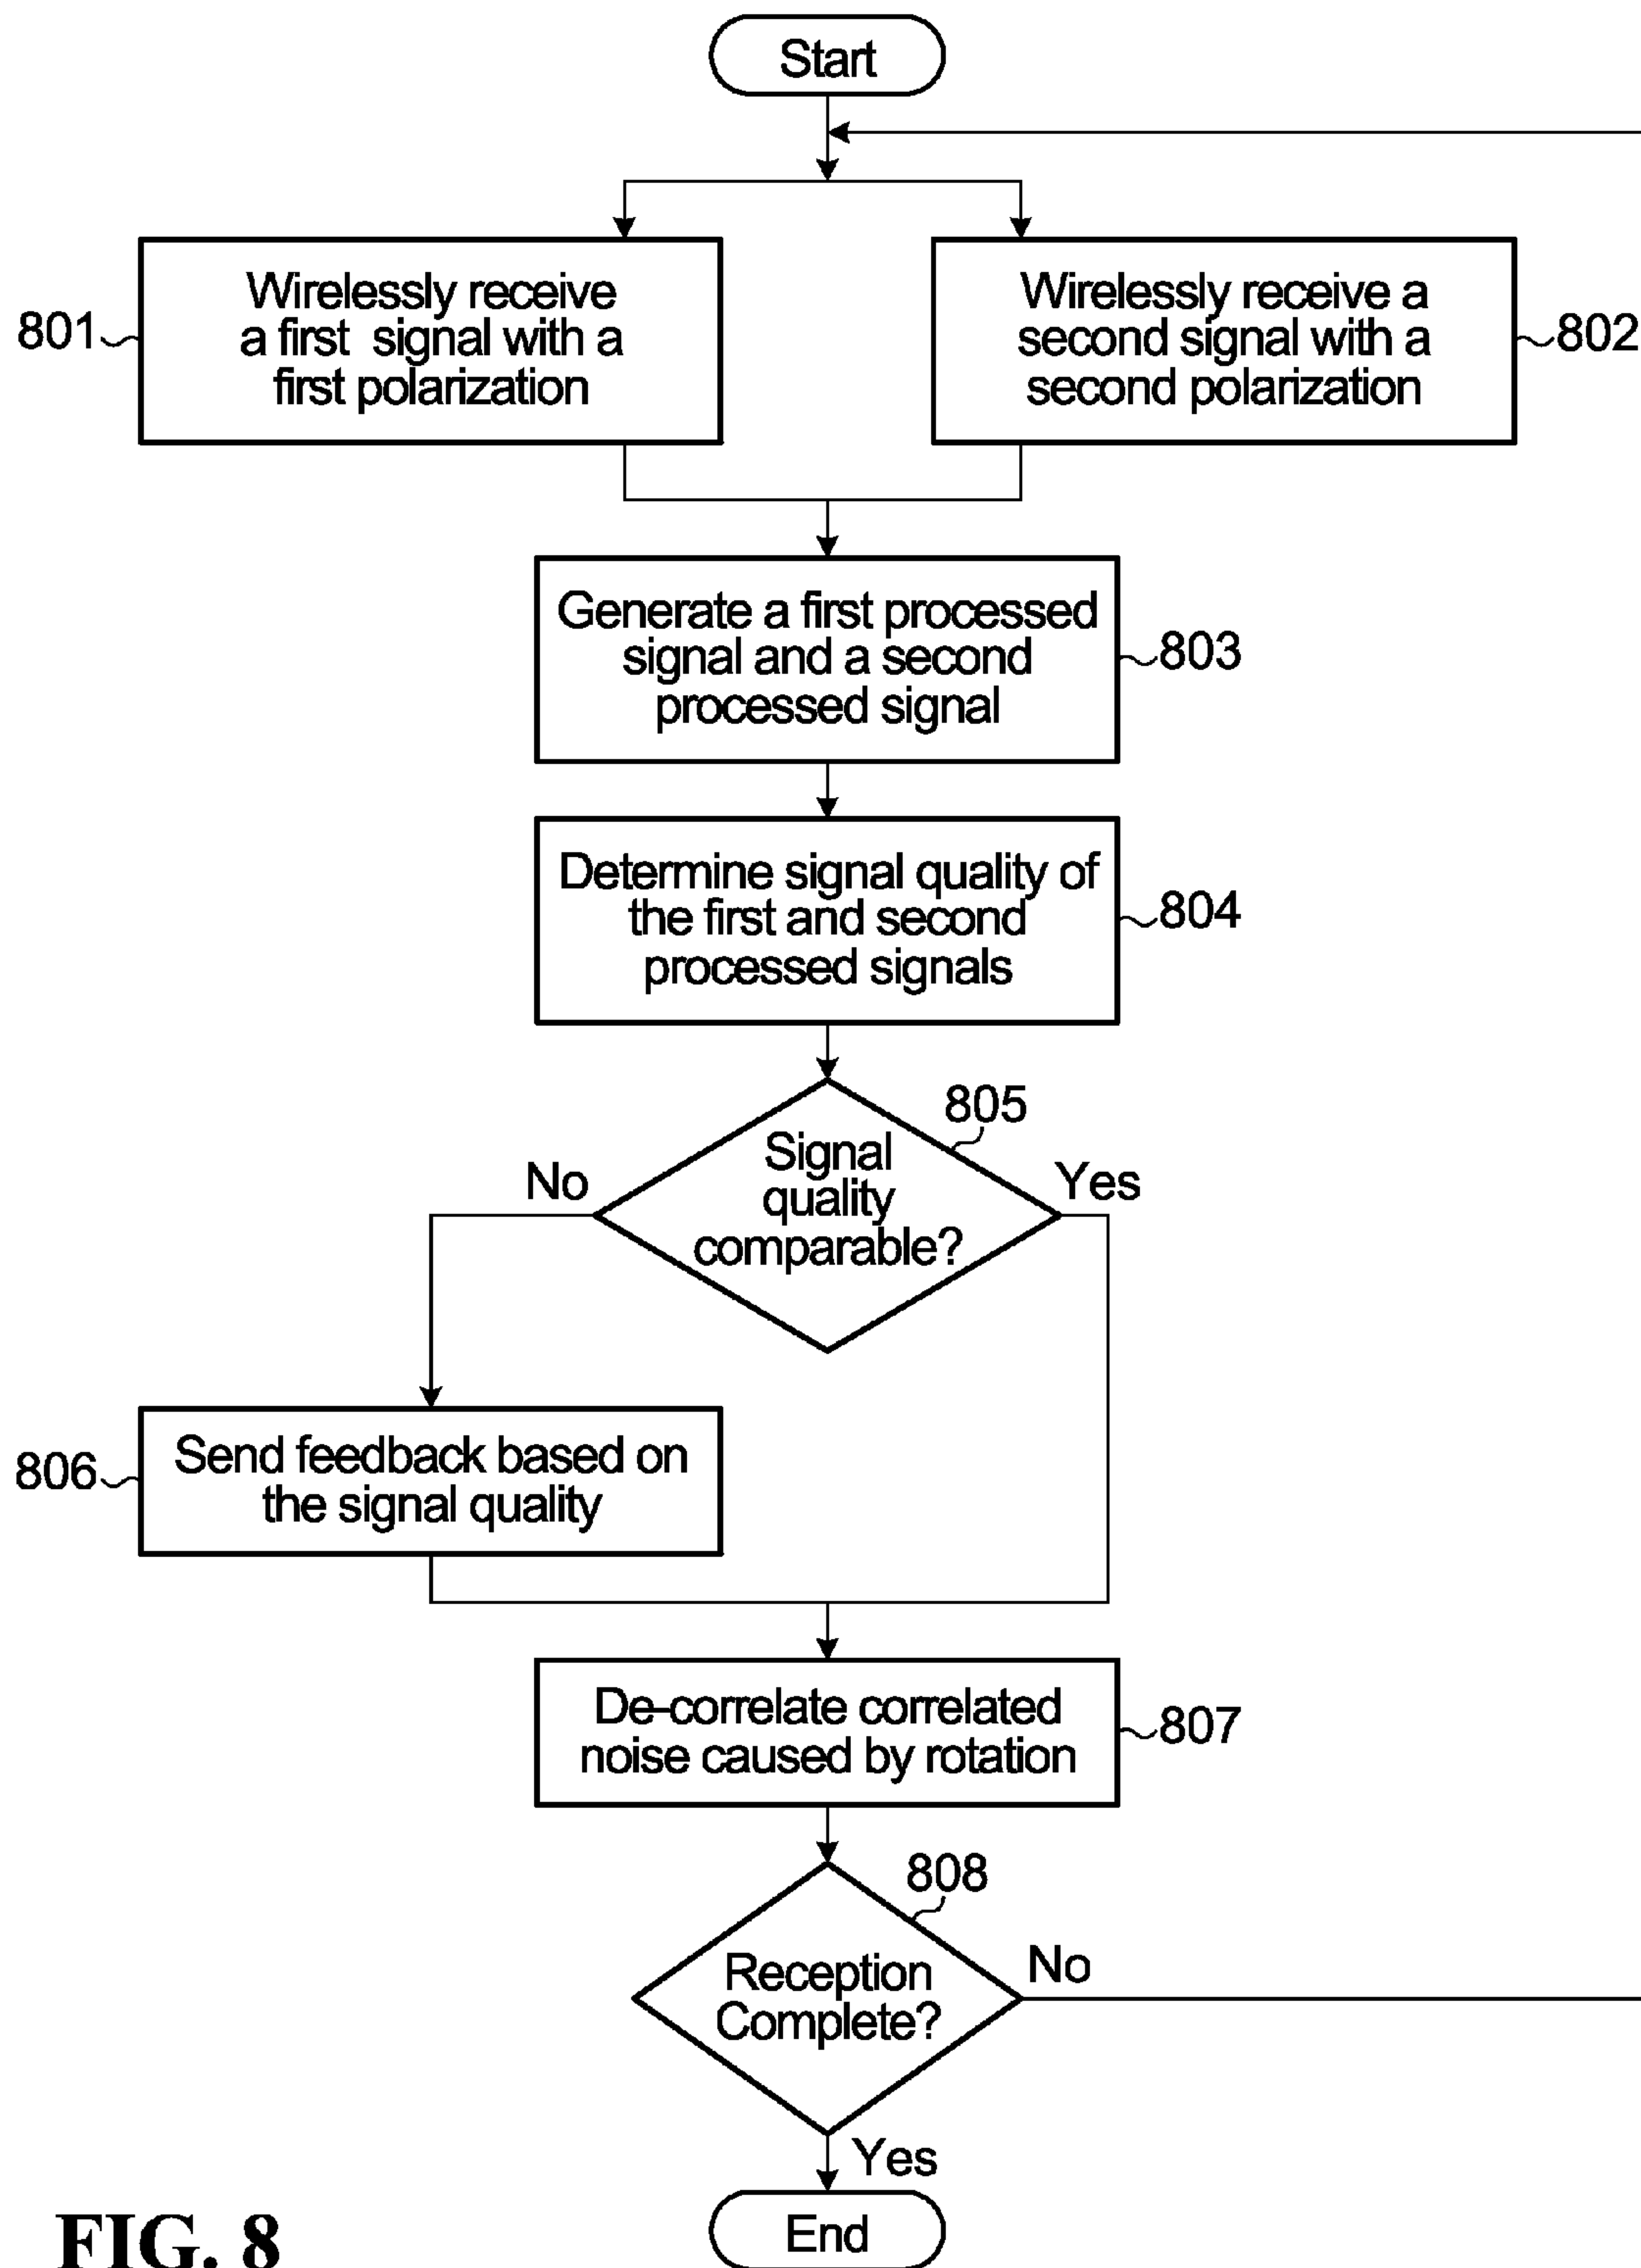 Start
801
Wirelessly receive
a first signal with a
first polarization
Wirelessly receive a
second signal with a
second polarization
802
Generate a first processed
signal and a second
processed signal
803
Determine signal quality of
the first and second
processed signals
804
805
Signal
quality
comparable?
No
Yes
806
Send feedback based on
the signal quality
De-correlate correlated
noise caused by rotation
807
808
Reception
Complete?
No
Yes
End
FIG. 8